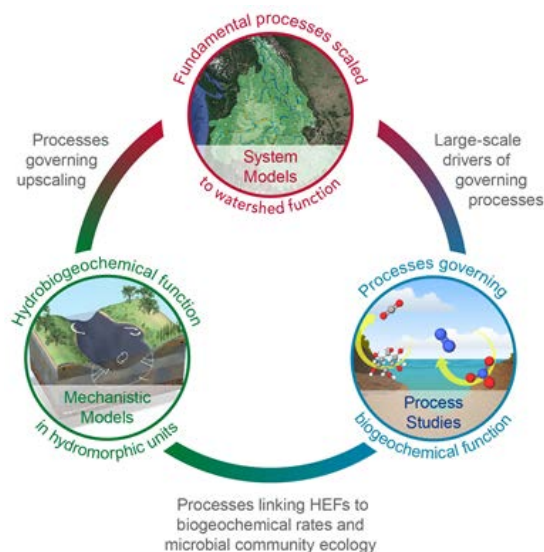 Fundamental processes scaled
System
Models
to watershed function
Processes
governing
upscaling
Large-scale
drivers of
governing
processes
Hydrobiogeochemical function
Mechanistic
Models
in hydromorphic units
Processes governing
Process
Studies
biogeochemical function
Processes linking HEFs to
biogeochemical rates and
microbial community ecology